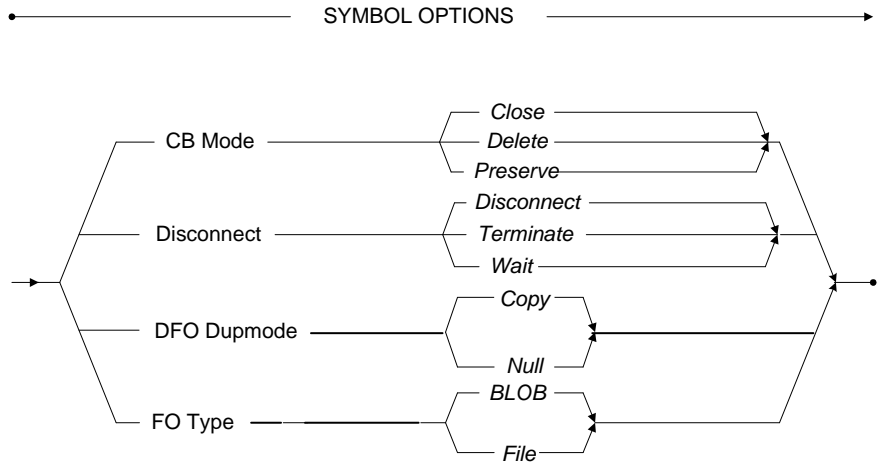 SYMBOL OPTIONS
Close
CB Mode Delete
Preserve
Disconnect
Disconnect Terminate
Wait
Copy
DFO Dupmode
Null
BLOB
FO Type
File